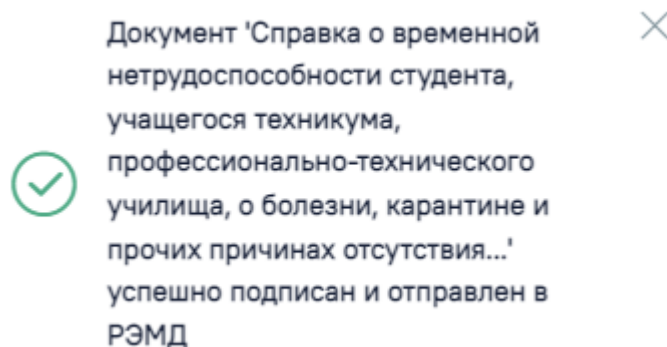 Документ 'Справка о временной
нетрудоспособности студента,
учащегося техникума,
профессионально-технического
училища, о болезни, карантине и
прочих причинах отсутствия...'
успешно подписан и отправлен в
РЭМД